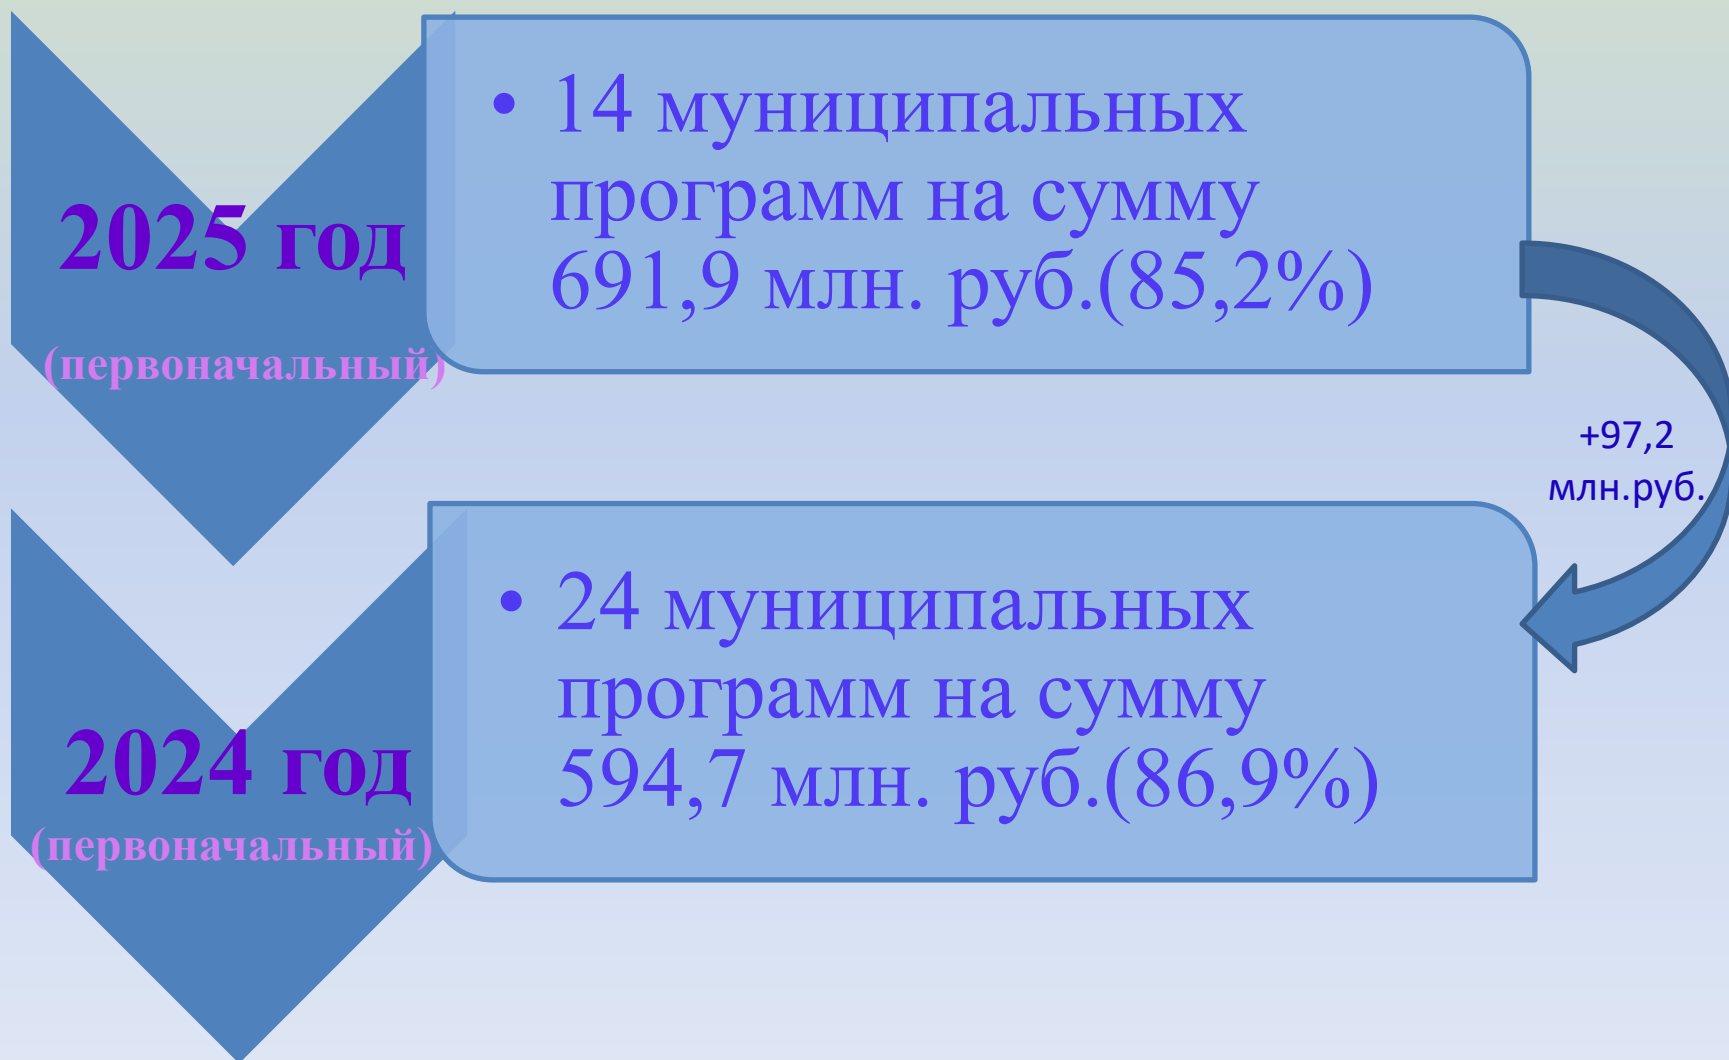 2025 год
(первоначальный)
• 14 муниципальных
программ на сумму
691,9 млн. руб.(85,2%)
+97,2
млн.руб.
2024 год
(первоначальный)
• 24 муниципальных
программ на сумму
594,7 млн. руб.(86,9%)